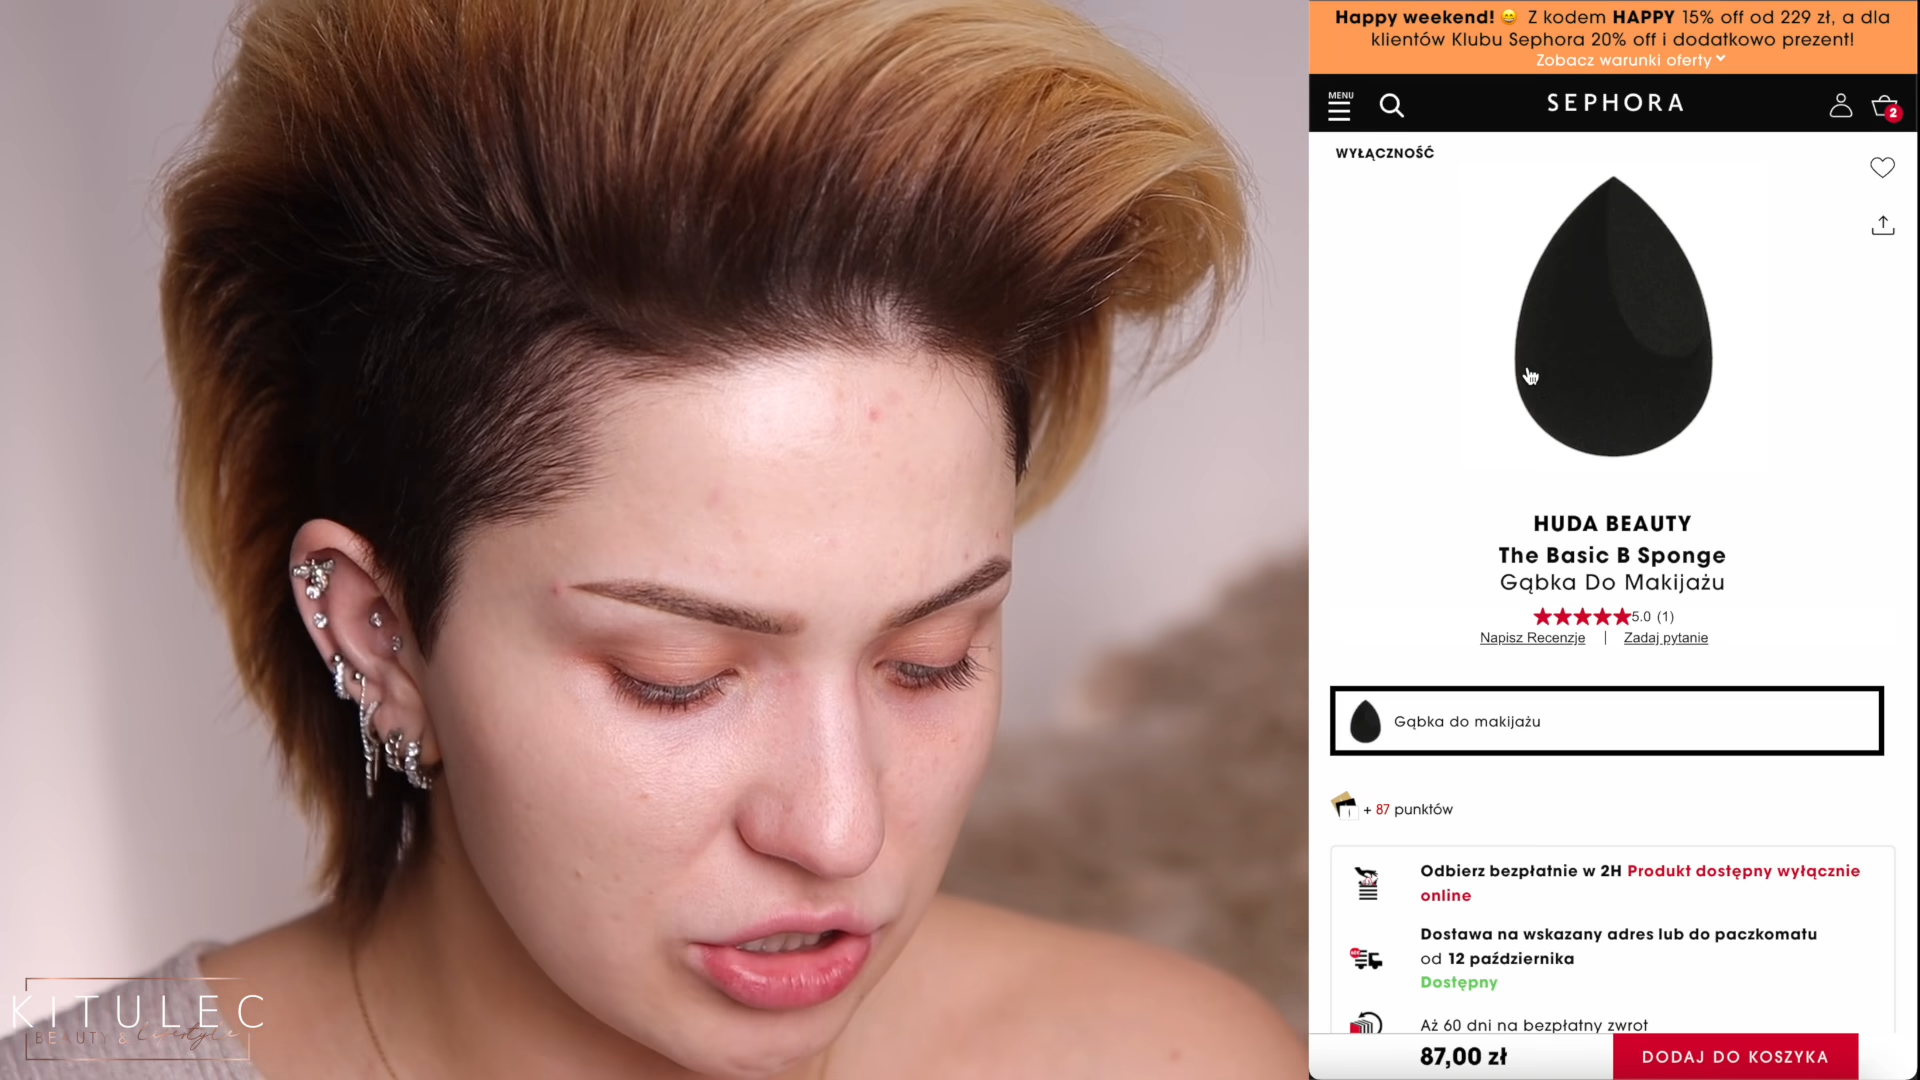 KITULEC
BEAUTY & Lifestyle
Happy weekend! 😁 Z kodem HAPPY 15% off od 229 zł, a dla
klientów Klubu Sephora 20% off i dodatkowo prezent!
Zobacz warunki oferty
MENU
SEPHORA
2
WYŁĄCZNOŚĆ
HUDA BEAUTY
The Basic B Sponge
Gąbka Do Makijażu
★★★★★5.0 (1)
Napisz Recenzje | Zadaj pytanie
Gąbka do makijażu
+ 87 punktów
Odbierz bezpłatnie w 2H Produkt dostępny wyłącznie
online
Dostawa na wskazany adres lub do paczkomatu
od 12 października
Dostępny
Aż 60 dni na bezpłatny zwrot
87,00 zł
DODAJ DO KOSZYKA